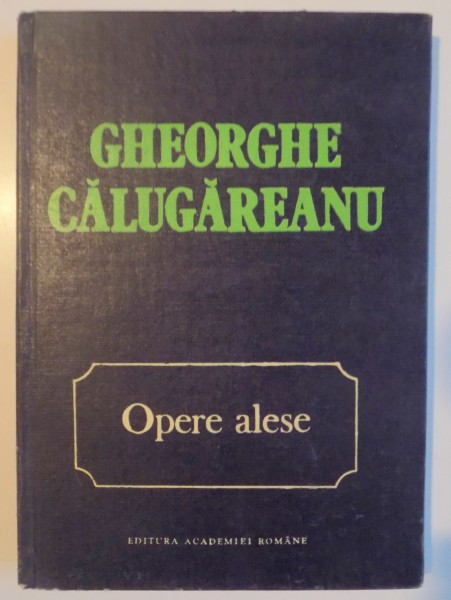 GHEORGHE
CĂLUGĂREANU
Opere alese
EDITURA ACADEMIEI ROMÂNE